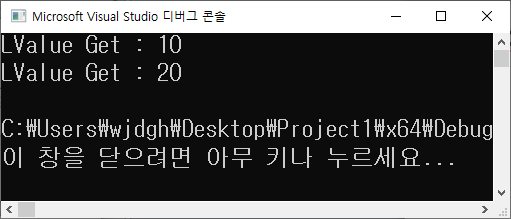 Microsoft Visual Studio 디버그 콘솔
LValue Get : 10
LValue Get : 20
C:₩Users₩wjdgh₩Desktop₩Project1₩x64₩Debug
이 창을 닫으려면 아무 키나 누르세요...